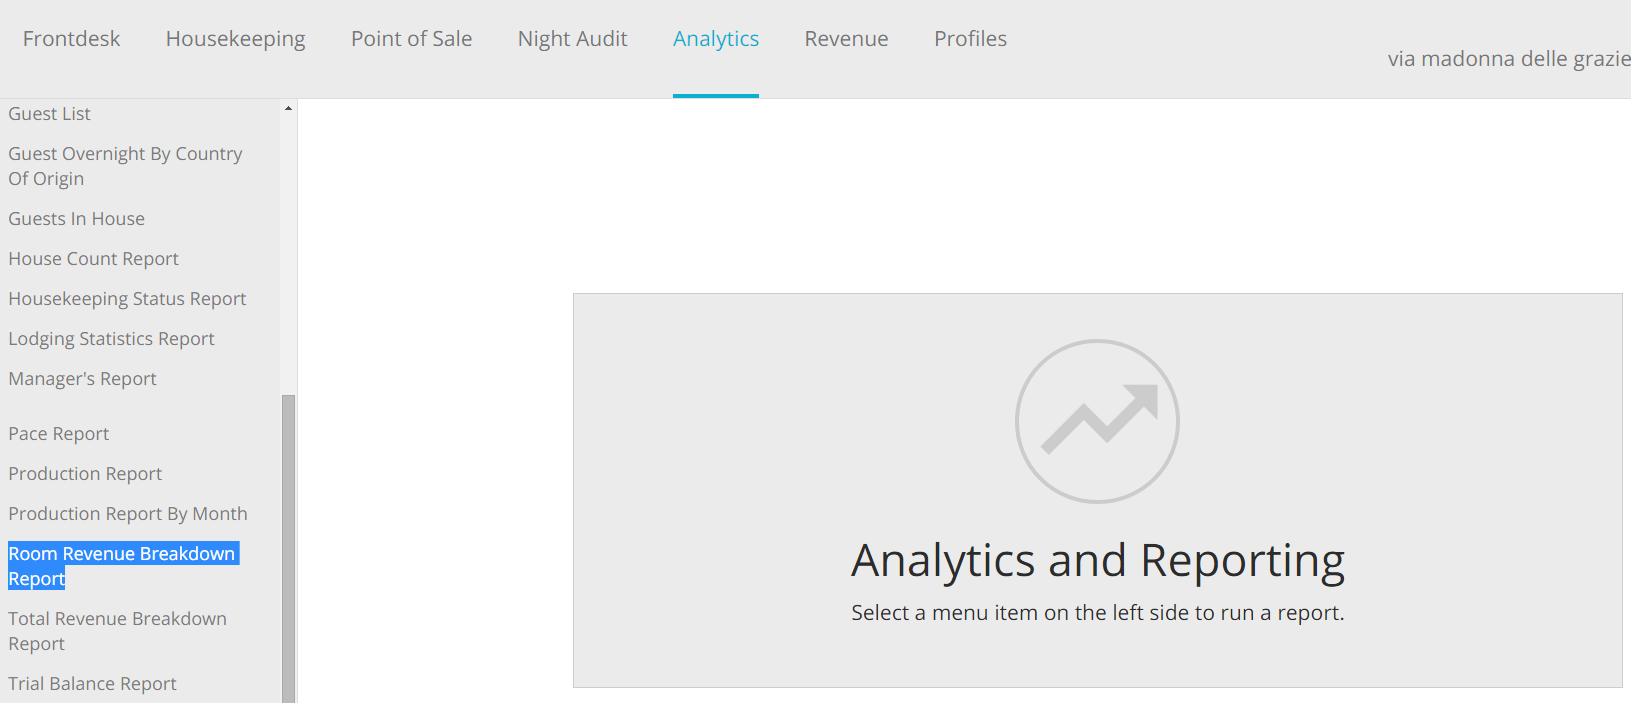 Frontdesk Housekeeping Point of Sale Night Audit Analytics Revenue Profiles
via madonna delle grazie
Guest List
Guest Overnight By Country
Of Origin
Guests In House
House Count Report
Housekeeping Status Report
Lodging Statistics Report
Manager's Report
Pace Report
Production Report
Production Report By Month
Room Revenue Breakdown
Report
Total Revenue Breakdown
Report
Trial Balance Report
Analytics and Reporting
Select a menu item on the left side to run a report.